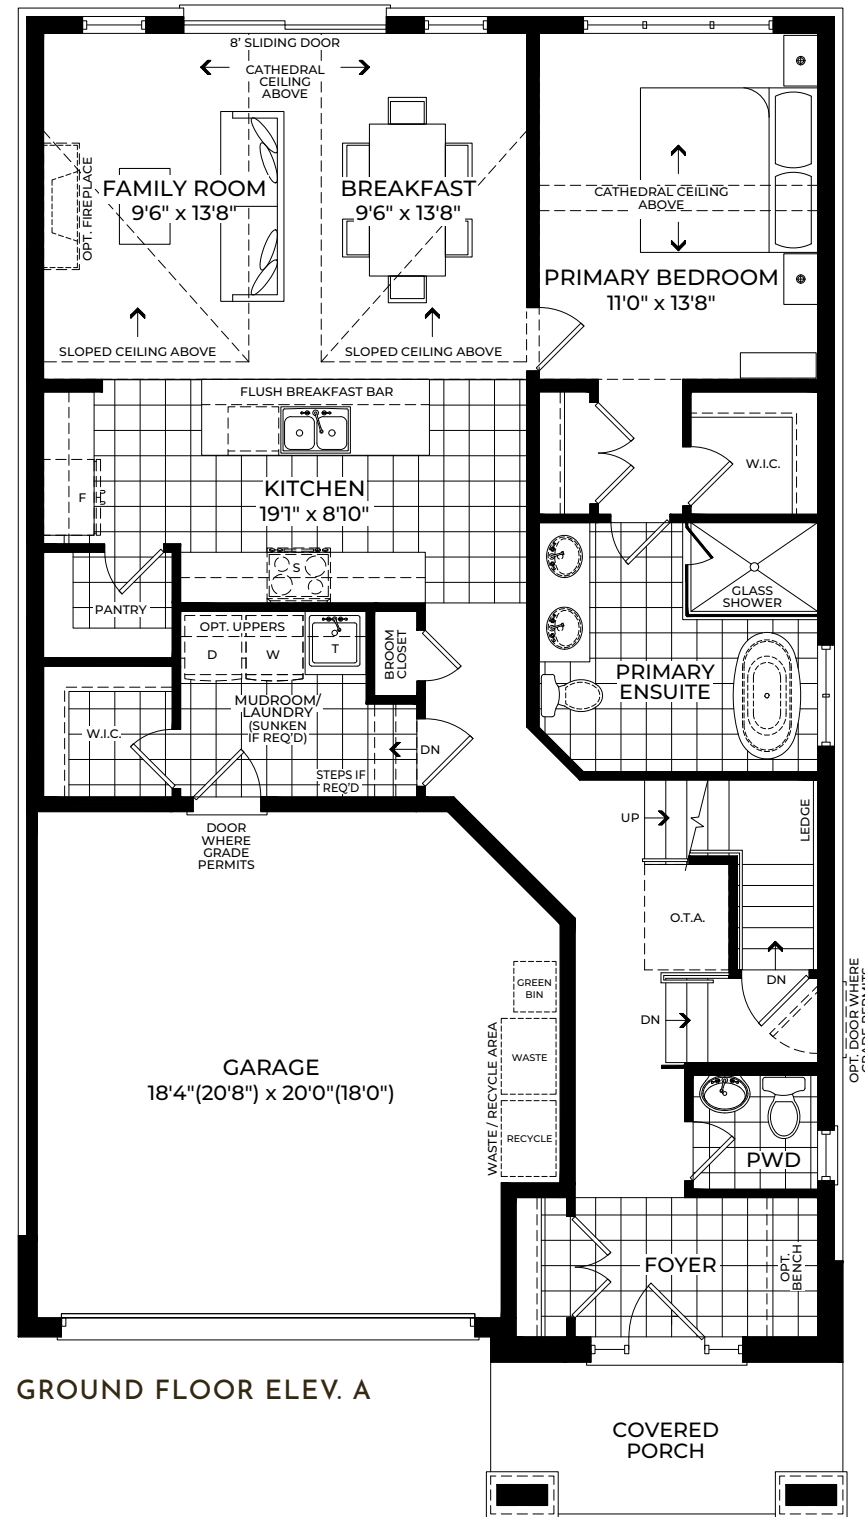 8' SLIDING DOOR
CATHEDRAL
CEILING
ABOVE
OPT. FIREPLACE
FAMILY ROOM
9'6" x 13'8"
BREAKFAST
9'6" x 13'8"
CATHEDRAL CEILING
ABOVE
PRIMARY BEDROOM
11'0" x 13'8"
SLOPED CEILING ABOVE
SLOPED CEILING ABOVE
FLUSH BREAKFAST BAR
W.I.C.
F
KITCHEN
19'1" x 8'10"
S
GLASS
SHOWER
PANTRY
OPT. UPPERS
D
W
T
BROOM
CLOSET
PRIMARY
ENSUITE
MUDROOM/
LAUNDRY
(SUNKEN
IF REQ'D)
W.I.C.
DN
STEPS IF
REQ'D
UP
LEDGE
DOOR
WHERE
GRADE
PERMITS
O.T.A.
GREEN
BIN
DN
DN
OPT. DOOR WHERE
WASTE / RECYCLE AREA
WASTE
GARAGE
18'4"(20'8") x 20'0"(18'0")
RECYCLE
PWD
FOYER
OPT.
BENCH
GROUND FLOOR ELEV. A
COVERED
PORCH